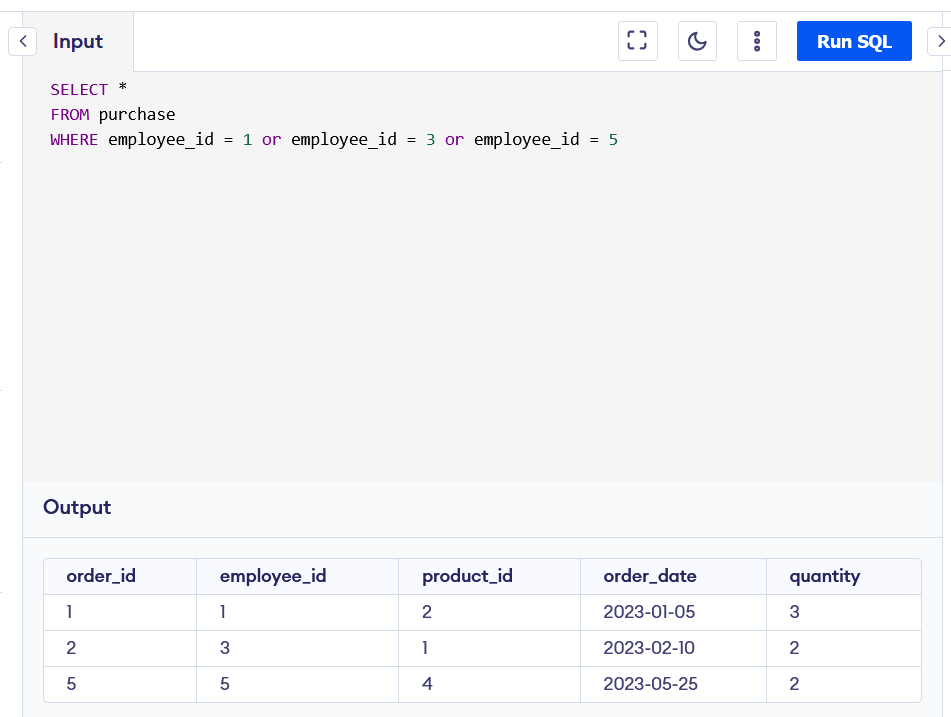 Input
Run SQL
SELECT *
FROM purchase
WHERE employee_id = 1 or employee_id = 3 or employee_id = 5
Output
order_id employee_id product_id order_date quantity
1 1 2 2023-01-05 3
2 3 1 2023-02-10 2
5 5 4 2023-05-25 2